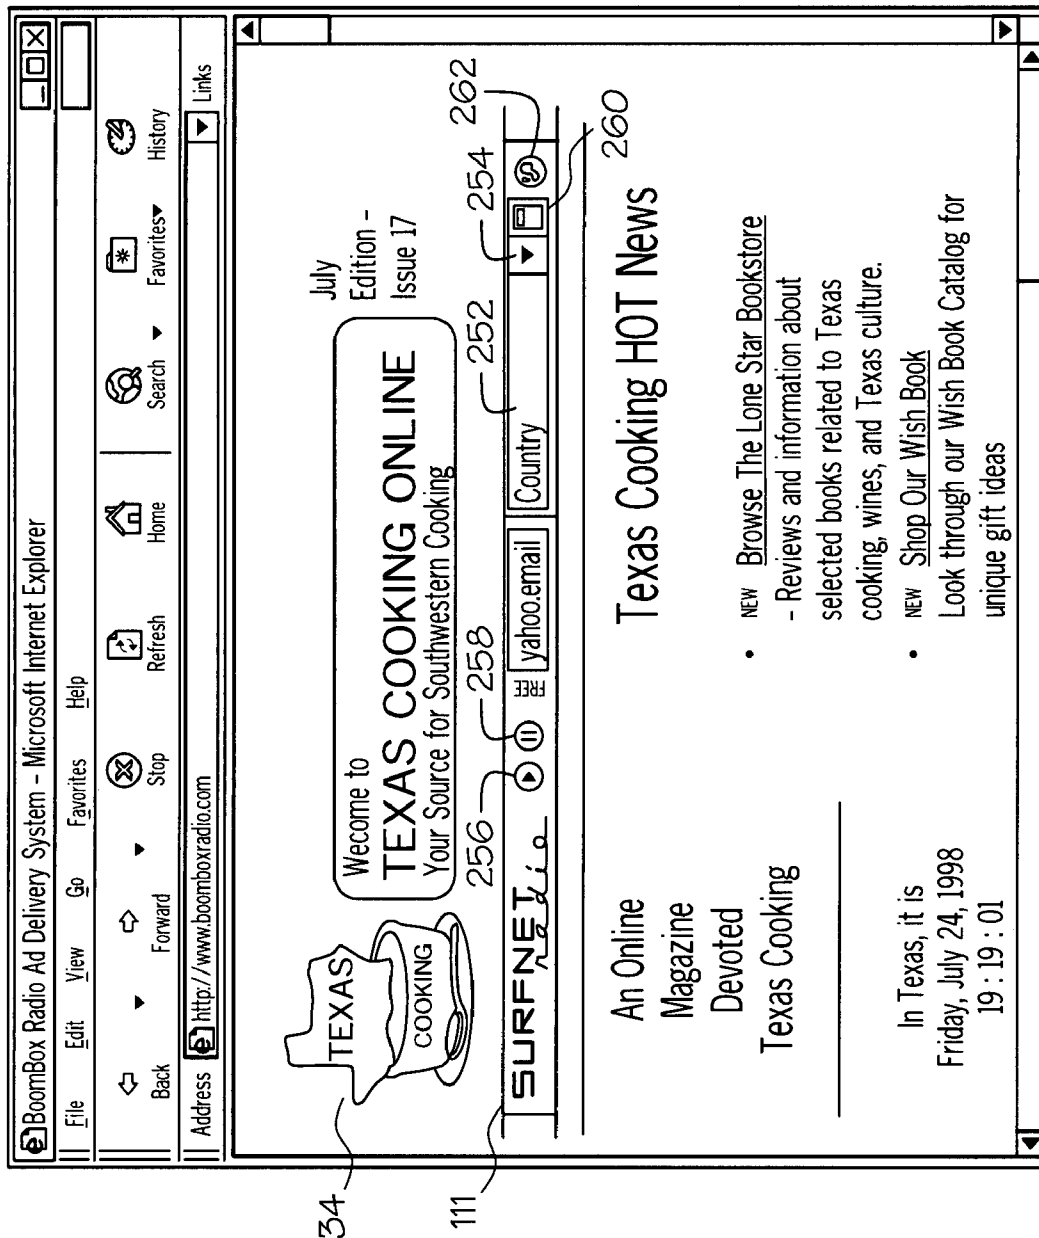 BoomBox Radio Ad Delivery System – Microsoft Internet Explorer
File Edit View Go Favorites Help
Back Forward Stop Refresh Home Search Favorites History
Address http://www.boomboxradio.com Links
34
TEXAS
COOKING
Wecome to
TEXAS COOKING ONLINE
Your Source for Southwestern Cooking
July
Edition –
Issue 17
111
256
258
252
254
262
SURFNET
radio
FREE yahoo.email Country
260
An Online
Magazine
Devoted
Texas Cooking
In Texas, it is
Friday, July 24, 1998
19:19:01
Texas Cooking HOT News
• NEW Browse The Lone Star Bookstore
– Reviews and information about
selected books related to Texas
cooking, wines, and Texas culture.
• NEW Shop Our Wish Book
Look through our Wish Book Catalog for
unique gift ideas